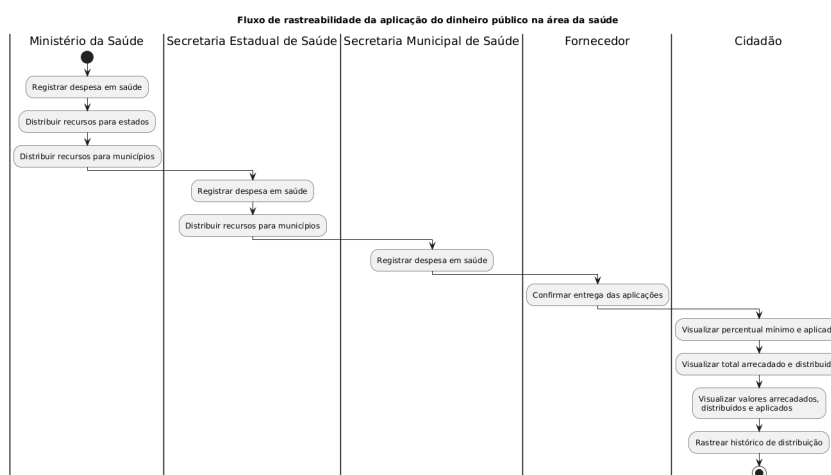 Fluxo de rastreabilidade da aplicação do dinheiro público na área da saúde
Ministério da Saúde
Secretaria Estadual de Saúde
Secretaria Municipal de Saúde
Fornecedor
Cidadão
Registrar despesa em saúde
Distribuir recursos para estados
Distribuir recursos para municípios
Registrar despesa em saúde
Distribuir recursos para municípios
Registrar despesa em saúde
Confirmar entrega das aplicações
Visualizar percentual mínimo e
Visualizar total arrecadado e
Visualizar valores arrecadados,
distribuidos e aplicados
Rastrear histórico de distribuição